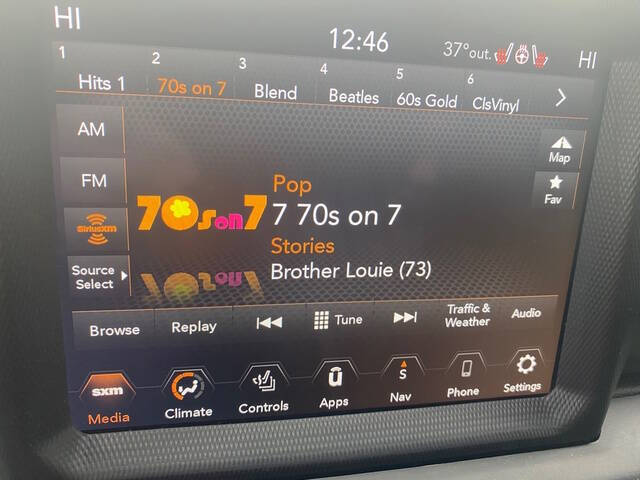 HI
12:46
37°out.
HI
1 2 3 4 5 6
Hits 1 70s on 7 Blend Beatles 60s Gold ClsVinyl
AM
FM
SiriusXM
Source
Select
70s on 7
Pop
7 70s on 7
Stories
Brother Louie (73)
Map
Fav
Browse Replay Tune Traffic &
Weather Audio
sxm
Media
Climate
Controls
Apps
S
Nav
Phone
Settings